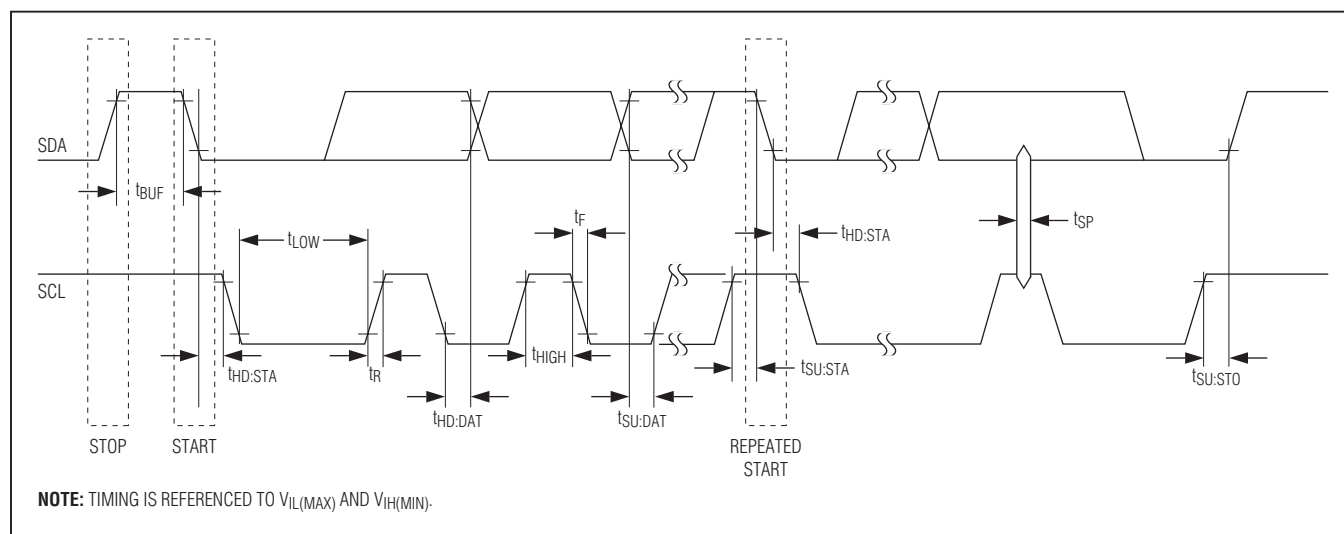 SDA
tBUF
tLOW
tF
tHD:STA
tSP
SCL
tHD:STA
tR
tHIGH
tSU:STA
tSU:STO
tHD:DAT
tSU:DAT
STOP
START
REPEATED
START
NOTE: TIMING IS REFERENCED TO VIL(MAX) AND VIH(MIN).